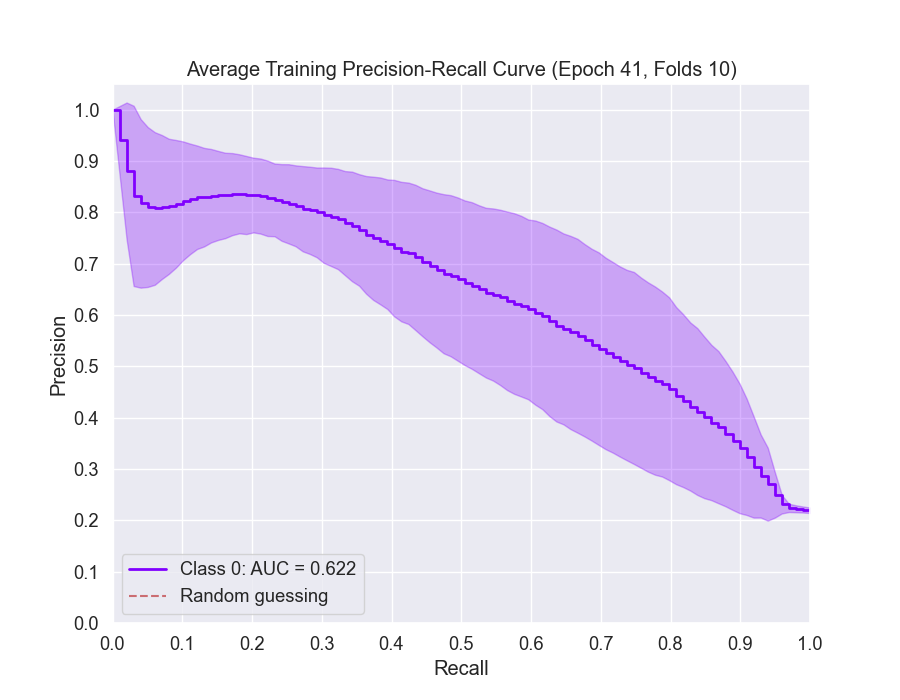 Average Training Precision-Recall Curve (Epoch 41, Folds 10)
1.0
0.9
0.8
0.7
0.6
0.5
0.4
0.3
0.2
0.1
0.0
Precision
Class 0: AUC = 0.622
Random guessing
0.0 0.1 0.2 0.3 0.4 0.5 0.6 0.7 0.8 0.9 1.0
Recall